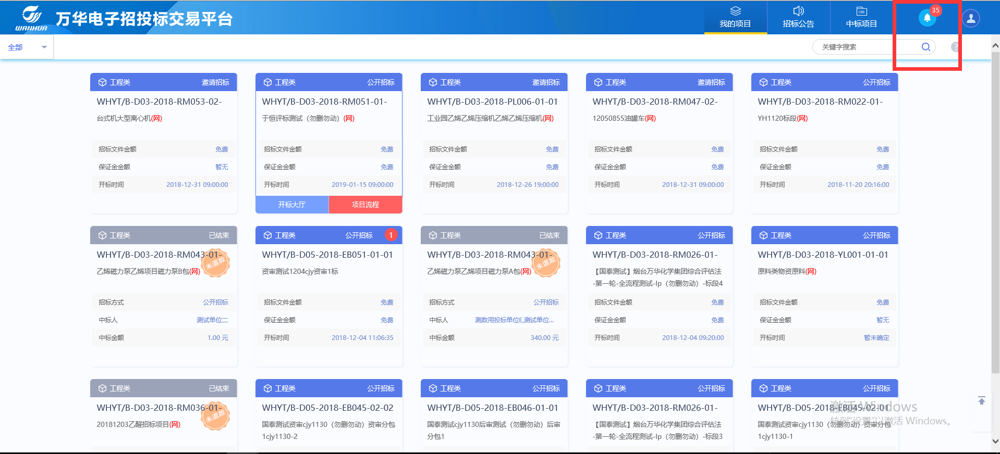 WANHUA
万华电子招投标交易平台
我的项目
招标公告
中标项目
35
全部
关键字搜索
?
工程类 邀请招标
WHYT/B-D03-2018-RM053-02-
台式机大型离心机(网)
招标文件金额 免费
保证金金额 暂无
开标时间 2018-12-31 09:00:00
工程类 公开招标
WHYT/B-D03-2018-RM051-01-
于恒评标测试（勿删勿动）(网)
招标文件金额 免费
保证金金额 免费
开标时间 2019-01-15 09:00:00
开标大厅 项目流程
工程类 邀请招标
WHYT/B-D03-2018-PL006-01-01
工业园乙烯乙烯压缩机乙烯乙烯压缩机(网)
招标文件金额 免费
保证金金额 免费
开标时间 2018-12-26 19:00:00
工程类 邀请招标
WHYT/B-D03-2018-RM047-02-
12050855油罐车(网)
招标文件金额 免费
保证金金额 免费
开标时间 2018-12-31 09:00:00
工程类 公开招标
WHYT/B-D03-2018-RM022-01-
YH1120标段(网)
招标文件金额 免费
保证金金额 免费
开标时间 2018-11-20 20:16:00
工程类 已结束
WHYT/B-D03-2018-RM043-01-
未退款
乙烯磁力泵乙烯项目磁力泵B包(网)
招标方式 公开招标
中标人 测试单位二
中标金额 1.00 元
工程类 公开招标 1
WHYT/B-D05-2018-EB051-01-01
资审测试1204cjy资审1标
招标文件金额 免费
保证金金额 免费
开标时间 2018-12-04 11:06:35
工程类 已结束
WHYT/B-D03-2018-RM043-01-
未退款
乙烯磁力泵乙烯项目磁力泵A包(网)
招标方式 公开招标
中标人 测数用投标单位E,测试单位...
中标金额 340.00 元
工程类 公开招标
WHYT/B-D03-2018-RM026-01-
【国泰测试】烟台万华化学集团综合评估法
-第一轮-全流程测试-lp（勿删勿动）-标段4
招标文件金额 免费
保证金金额 免费
开标时间 2018-12-04 09:20:00
工程类 公开招标
WHYT/B-D03-2018-YL001-01-01
原料类物资原料(网)
招标文件金额 免费
保证金金额 暂无
开标时间 暂未确定
工程类 已结束
WHYT/B-D03-2018-RM036-01-
未退款
20181203乙醛招标项目(网)
工程类 公开招标
WHYT/B-D05-2018-EB045-02-02
国泰测试资审cjy1130（勿删勿动）资审分包
1cjy1130-2
工程类 公开招标
WHYT/B-D05-2018-EB046-01-01
国泰测试cjy1130后审测试（勿删勿动）后审
分包1
工程类 公开招标
WHYT/B-D03-2018-RM026-01-
【国泰测试】烟台万华化学集团综合评估法
-第一轮-全流程测试-lp（勿删勿动）-标段3
工程类 公开招标
WHYT/B-D05-2018-EB045-02-01
国泰测试资审cjy1130（勿删勿动）资审分包
1cjy1130-1
激活 Windows
转到“设置”以激活 Windows。